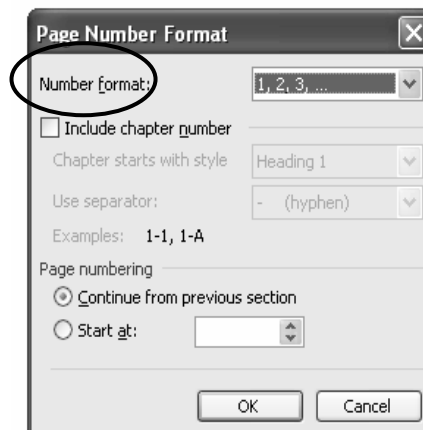 Page Number Format
Number format: 1, 2, 3, ...
Include chapter number
Chapter starts with style Heading 1
Use separator: - (hyphen)
Examples: 1-1, 1-A
Page numbering
Continue from previous section
Start at:
OK Cancel